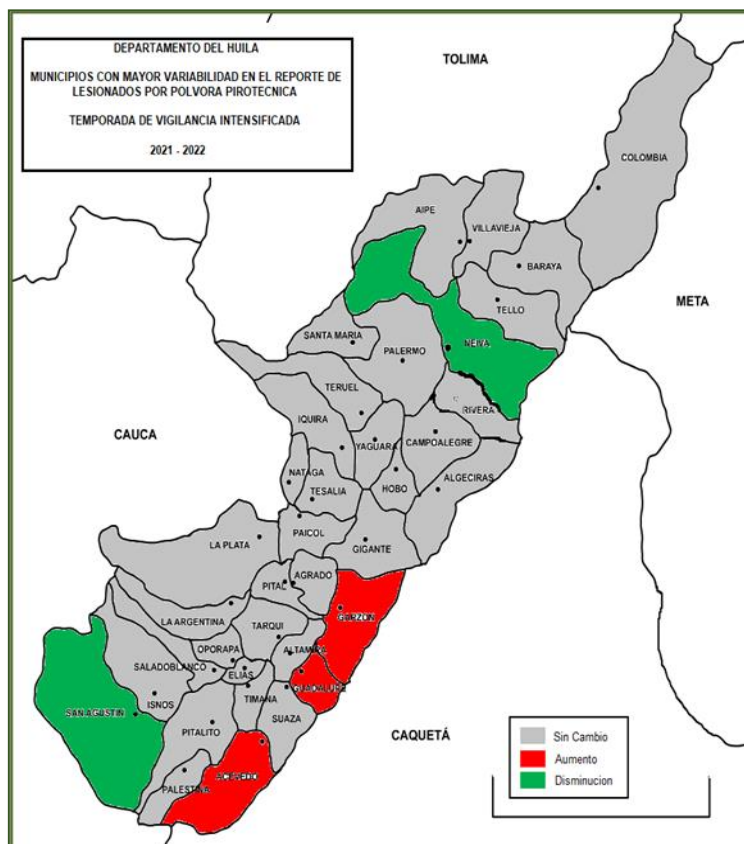 DEPARTAMENTO DEL HUILA
MUNICIPIOS CON MAYOR VARIABILIDAD EN EL REPORTE DE
LESIONADOS POR POLVORA PIROTECNICA
TEMPORADA DE VIGILANCIA INTENSIFICADA
2021 - 2022
TOLIMA
COLOMBIA
AIPE
VILLAVIEJA
BARAYA
TELLO
META
SANTA MARIA
NEIVA
PALERMO
TERUEL
RIVERA
IQUIRA
CAUCA
YAGUARA
CAMPOALEGRE
NATAGA
HOBO
ALGECIRAS
TESALIA
PAICOL
LA PLATA
GIGANTE
PITAL
AGRADO
LA ARGENTINA
GARZON
TARQUI
OPORAPA
ALTAMIRA
SALADOBLANCO
ELIAS
GUADALUPE
ISNOS
TIMANA
SAN AGUSTIN
SUAZA
PITALITO
CAQUETÁ
ACEVEDO
PALESTINA
Sin Cambio
Aumento
Disminucion